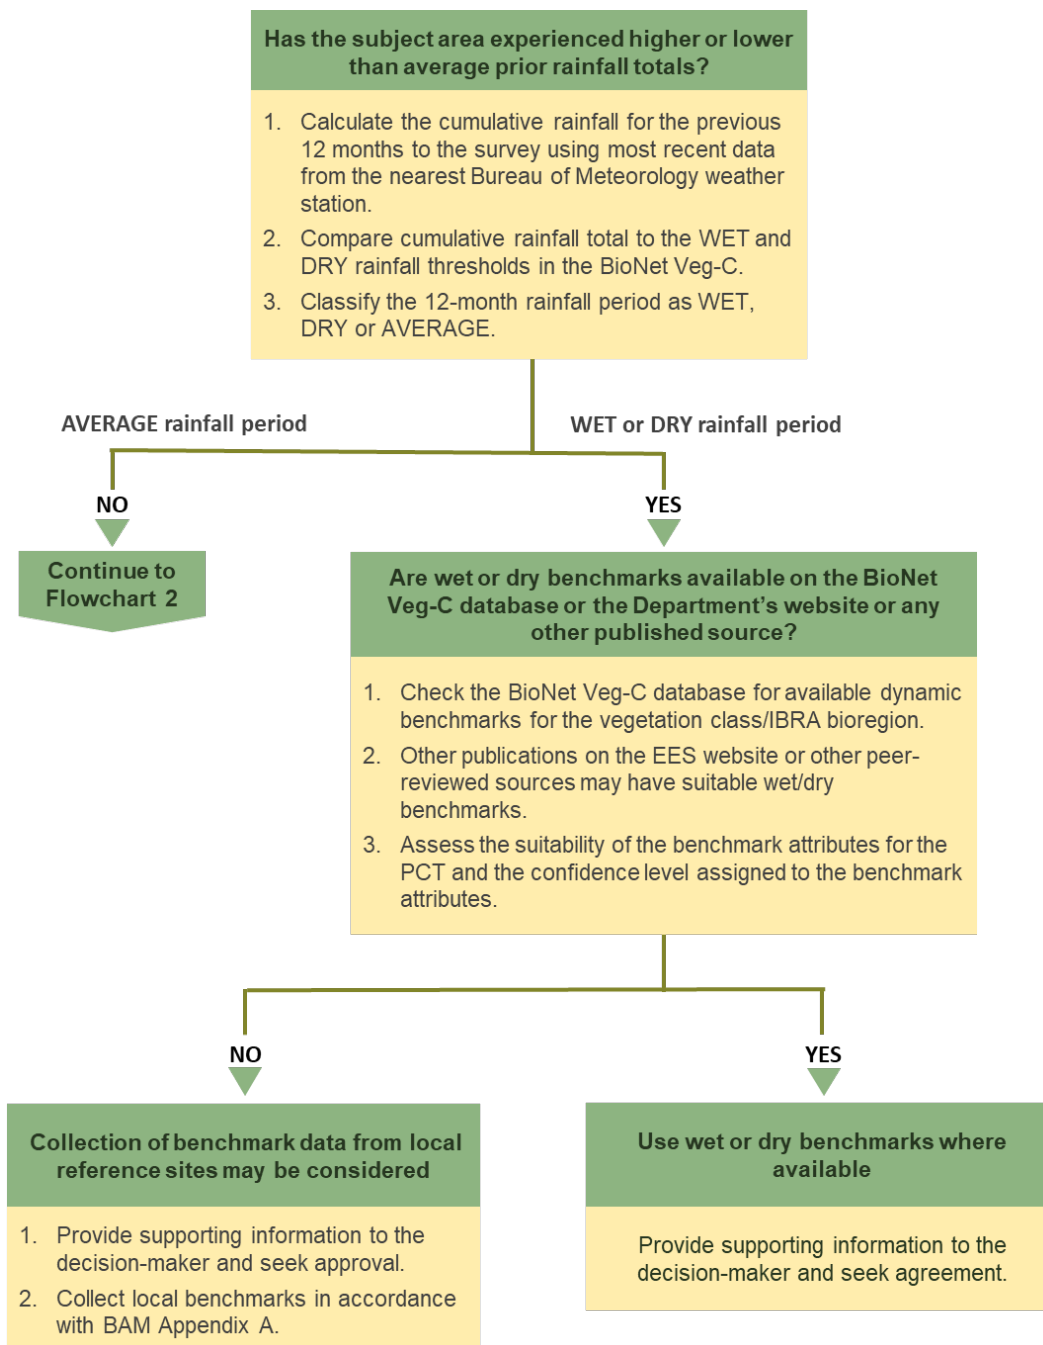 Has the subject area experienced higher or lower
than average prior rainfall totals?
1. Calculate the cumulative rainfall for the previous
12 months to the survey using most recent data
from the nearest Bureau of Meteorology weather
station.
2. Compare cumulative rainfall total to the WET and
DRY rainfall thresholds in the BioNet Veg-C.
3. Classify the 12-month rainfall period as WET,
DRY or AVERAGE.
AVERAGE rainfall period
WET or DRY rainfall period
NO
YES
Continue to
Flowchart 2
Are wet or dry benchmarks available on the BioNet
Veg-C database or the Department's website or any
other published source?
1. Check the BioNet Veg-C database for available dynamic
benchmarks for the vegetation class/IBRA bioregion.
2. Other publications on the EES website or other peer-
reviewed sources may have suitable wet/dry
benchmarks.
3. Assess the suitability of the benchmark attributes for the
PCT and the confidence level assigned to the benchmark
attributes.
NO
YES
Collection of benchmark data from local
reference sites may be considered
1. Provide supporting information to the
decision-maker and seek approval.
2. Collect local benchmarks in accordance
with BAM Appendix A.
Use wet or dry benchmarks where
available
Provide supporting information to the
decision-maker and seek agreement.